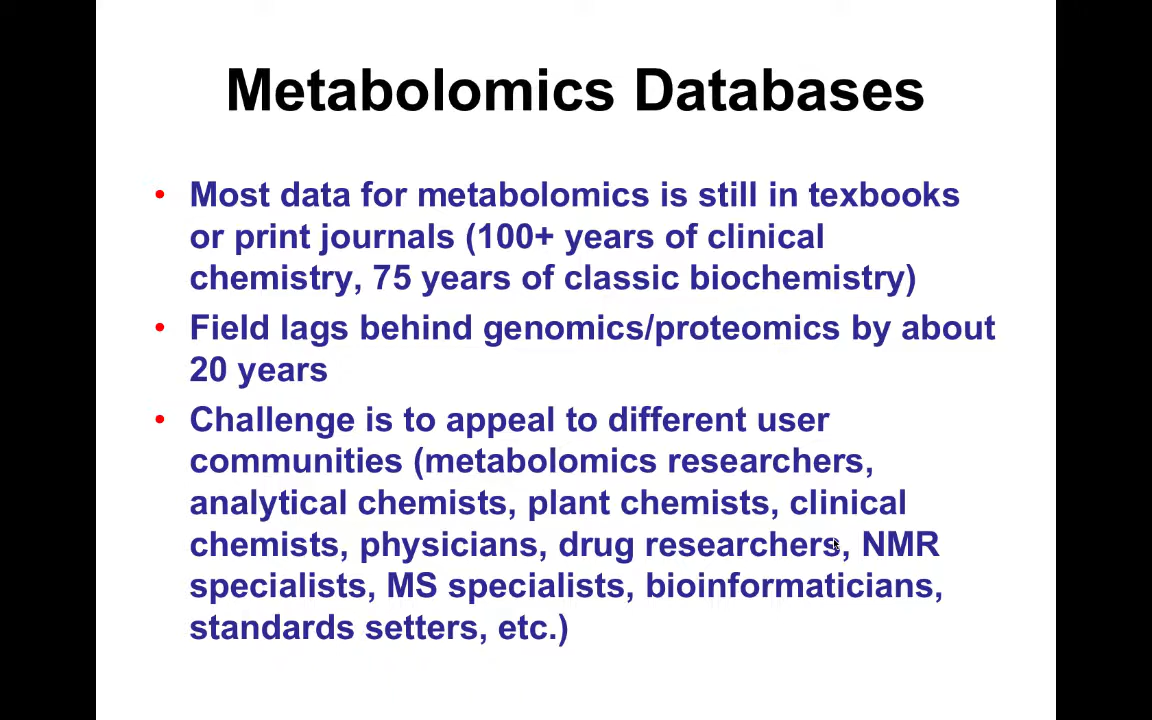 Metabolomics Databases
• Most data for metabolomics is still in texbooks
or print journals (100+ years of clinical
chemistry, 75 years of classic biochemistry)
• Field lags behind genomics/proteomics by about
20 years
• Challenge is to appeal to different user
communities (metabolomics researchers,
analytical chemists, plant chemists, clinical
chemists, physicians, drug researchers, NMR
specialists, MS specialists, bioinformaticians,
standards setters, etc.)